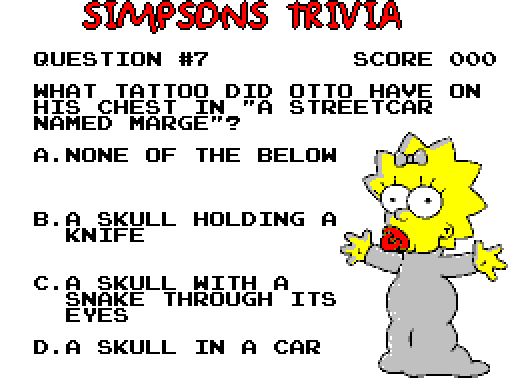 SIMPSONS TRIVIA
QUESTION #7 SCORE 000
WHAT TATTOO DID OTTO HAVE ON
HIS CHEST IN "A STREETCAR
NAMED MARGE"?
A.NONE OF THE BELOW
B.A SKULL HOLDING A
KNIFE
C.A SKULL WITH A
SNAKE THROUGH ITS
EYES
D.A SKULL IN A CAR